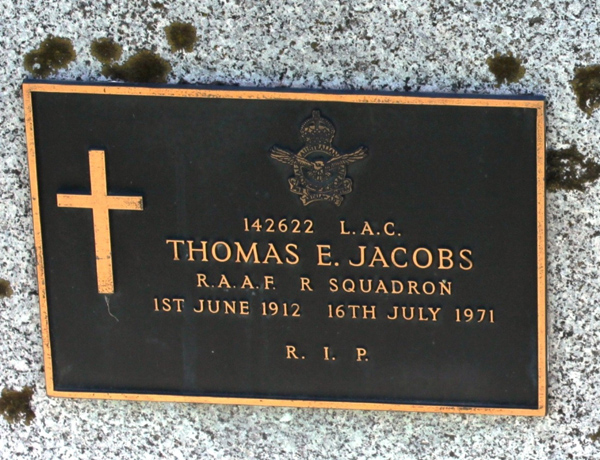 142622 L.A.C.
THOMAS E. JACOBS
R.A.A.F. R SQUADRON
1ST JUNE 1912 16TH JULY 1971
R. I. P.